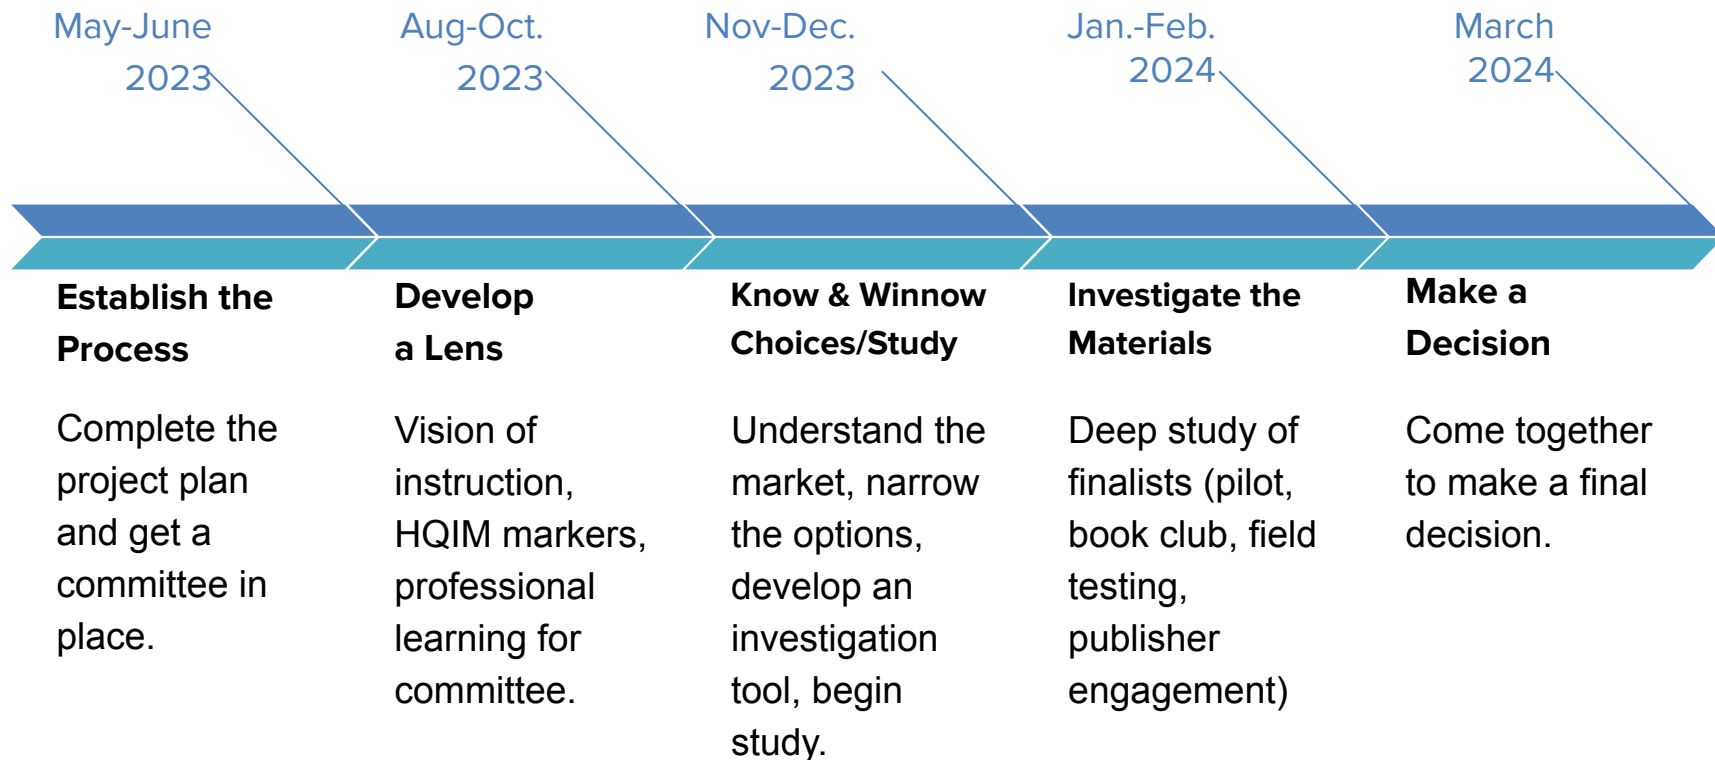 May-June
2023
Aug-Oct.
2023
Nov-Dec.
2023
Jan.-Feb.
2024
March
2024
Establish the
Process
Complete the
project plan
and get a
committee in
place.
Develop
a Lens
Vision of
instruction,
HQIM markers,
professional
learning for
committee.
Know & Winnow
Choices/Study
Understand the
market, narrow
the options,
develop an
investigation
tool, begin
study.
Investigate the
Materials
Deep study of
finalists (pilot,
book club, field
testing,
publisher
engagement)
Make a
Decision
Come together
to make a final
decision.